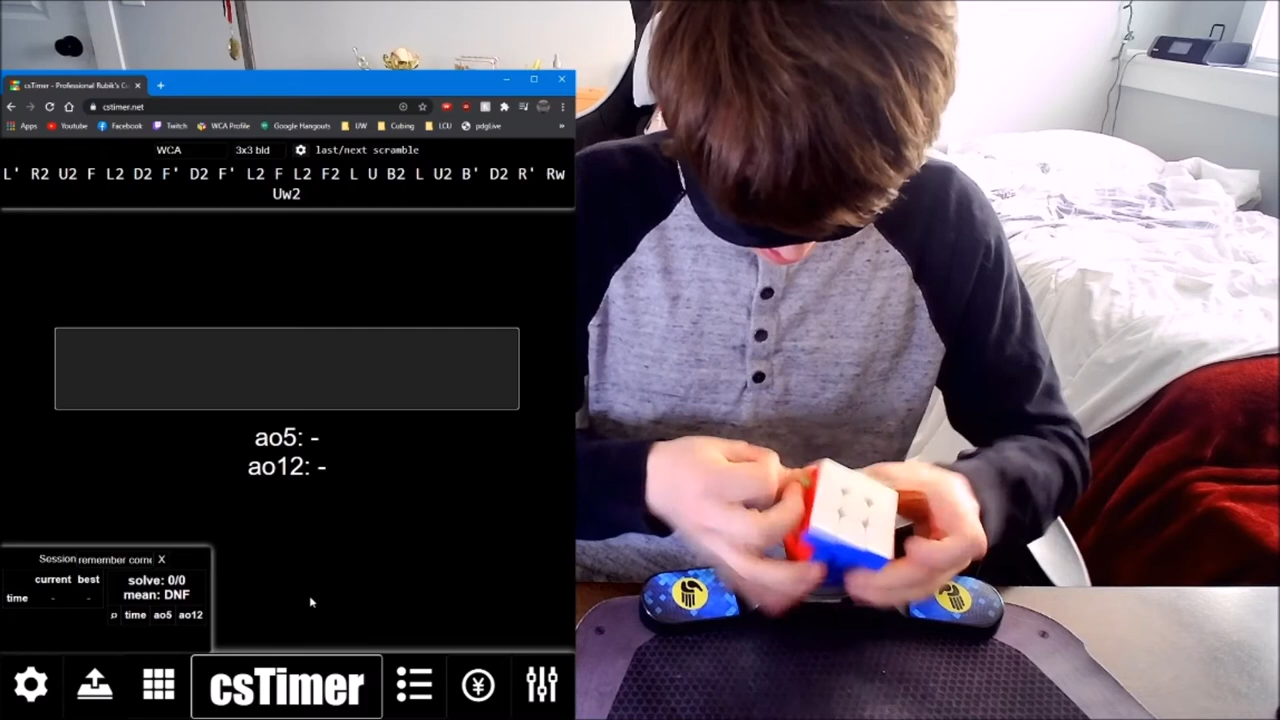 csTimer - Professional Rubik's C
cstimer.net
Apps Youtube Facebook Twitch WCA Profile Google Hangouts UW Cubing LCU pdgLive »
WCA 3x3 bld last/next scramble
L' R2 U2 F L2 D2 F' D2 F' L2 F L2 F2 L U B2 L U2 B' D2 R' Rw
Uw2
ao5: -
ao12: -
Session remember corne X
current best
time - -
solve: 0/0
mean: DNF
time ao5 ao12
csTimer